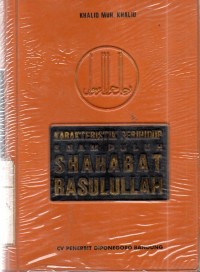 KHALID MUH. KHALID
KARAKTERISTIK PERIHIDUP
ENAM PULUH
SHAHABAT
RASULULLAH
CV PENERBIT DIPONEGORO BANDUNG